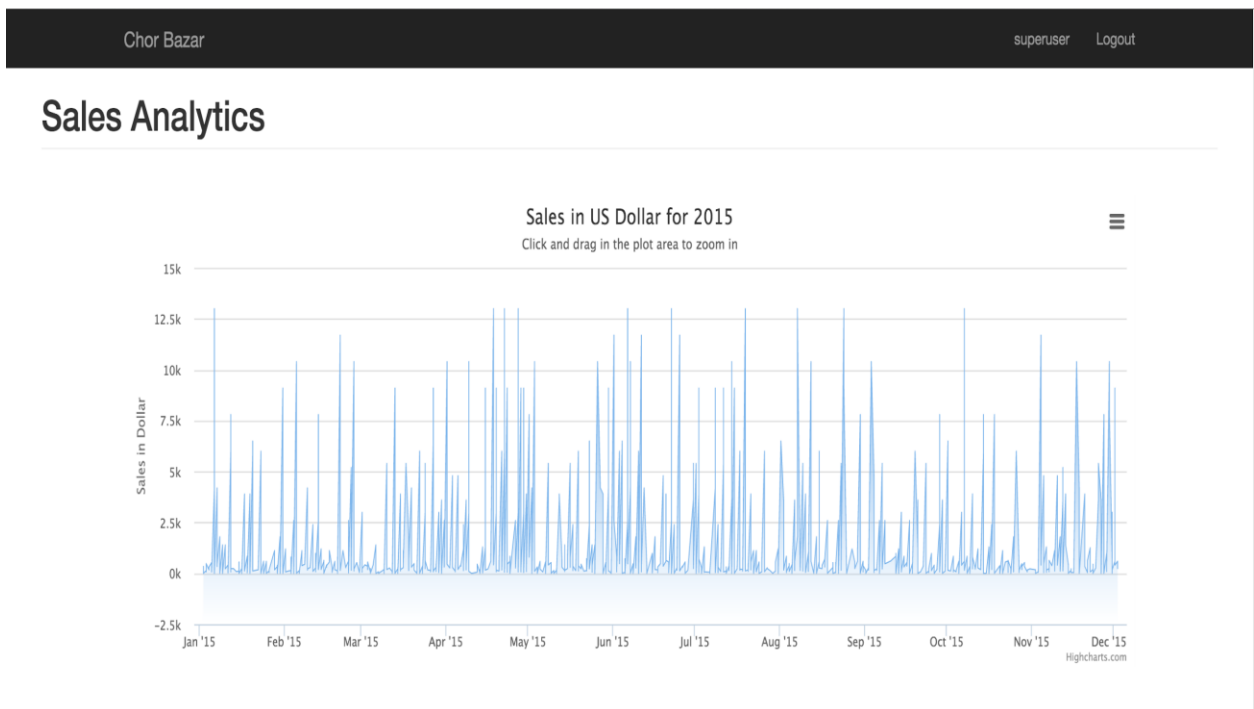 Chor Bazar
superuser Logout
Sales Analytics
Sales in US Dollar for 2015
Click and drag in the plot area to zoom in
Sales in Dollar
15k
12.5k
10k
7.5k
5k
2.5k
0k
−2.5k
Jan '15 Feb '15 Mar '15 Apr '15 May '15 Jun '15 Jul '15 Aug '15 Sep '15 Oct '15 Nov '15 Dec '15
Highcharts.com